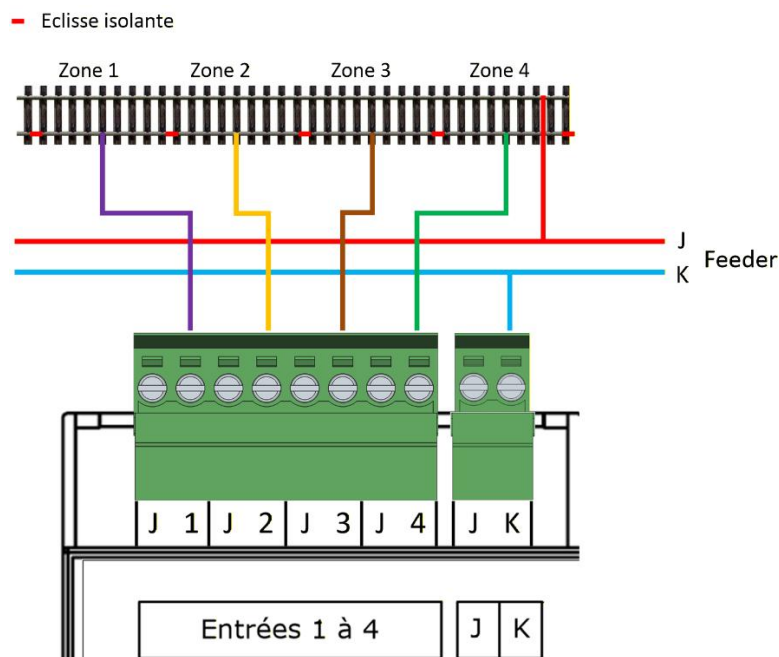 Eclisse isolante
Zone 1 Zone 2 Zone 3 Zone 4
J
Feeder
K
J 1 J 2 J 3 J 4 J K
Entrées 1 à 4 J K